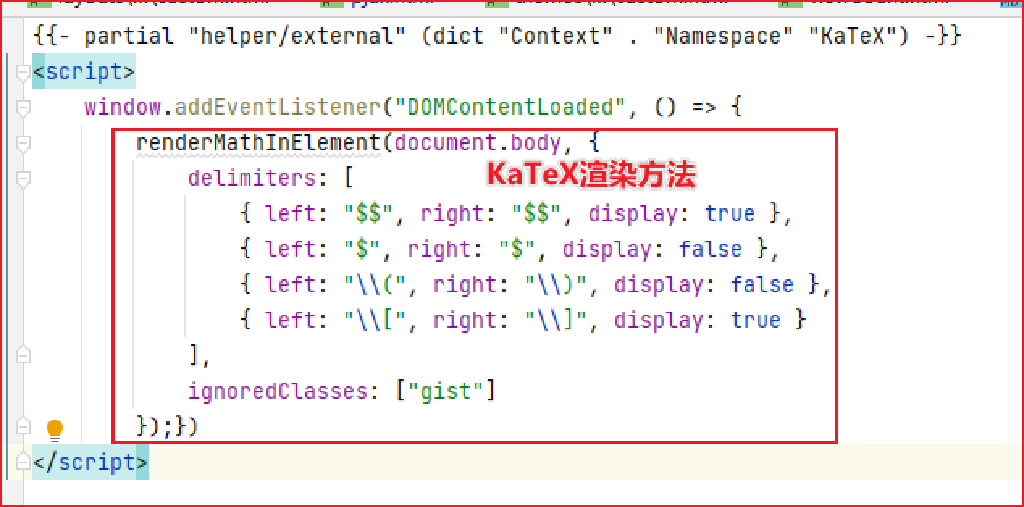 {{- partial "helper/external" (dict "Context" . "Namespace" "KaTeX") -}}
<script>
window.addEventListener("DOMContentLoaded", () => {
renderMathInElement(document.body, {
KaTeX渲染方法
delimiters: [
{ left: "$$", right: "$$", display: true },
{ left: "$", right: "$", display: false },
{ left: "\\(", right: "\\)", display: false },
{ left: "\\[", right: "\\]", display: true }
],
ignoredClasses: ["gist"]
});})
</script>